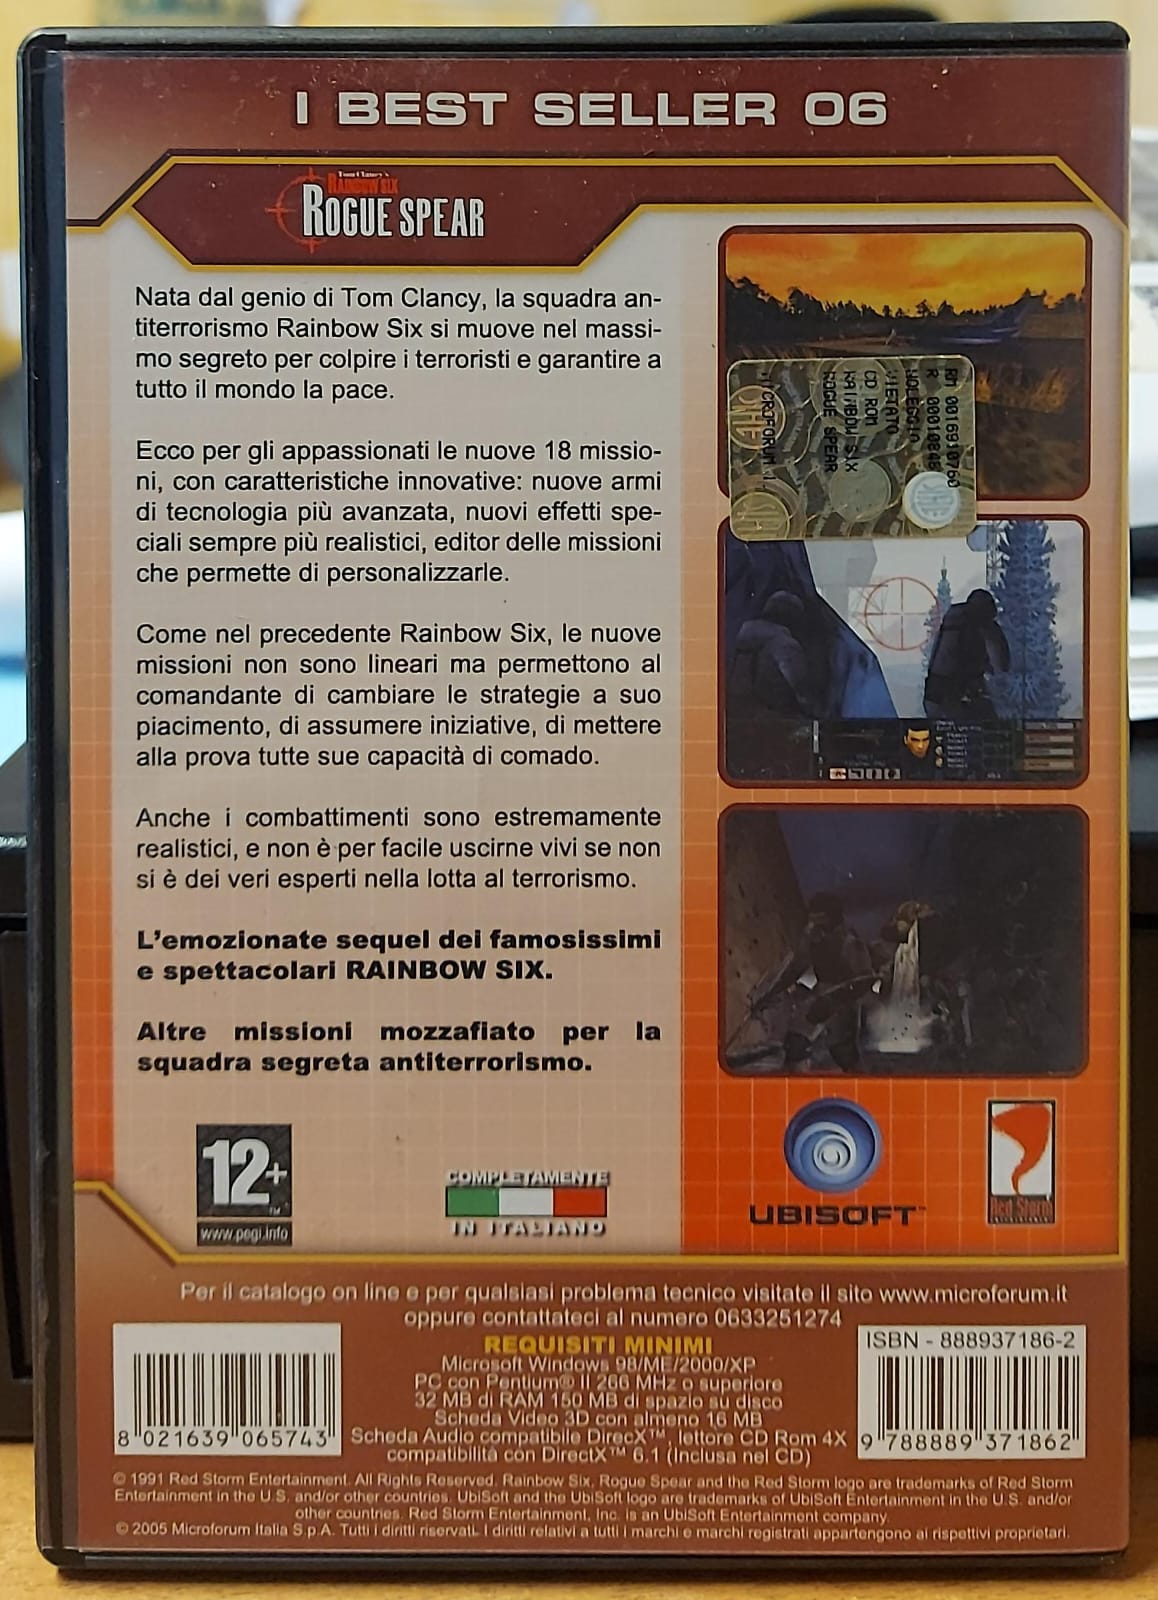 I BEST SELLER 06
Tom Clancy's
RAINBOW SIX
ROGUE SPEAR
Nata dal genio di Tom Clancy, la squadra an-
titerrorismo Rainbow Six si muove nel massi-
mo segreto per colpire i terroristi e garantire a
tutto il mondo la pace.
Ecco per gli appassionati le nuove 18 missio-
ni, con caratteristiche innovative: nuove armi
di tecnologia più avanzata, nuovi effetti spe-
ciali sempre più realistici, editor delle missioni
che permette di personalizzarle.
Come nel precedente Rainbow Six, le nuove
missioni non sono lineari ma permettono al
comandante di cambiare le strategie a suo
piacimento, di assumere iniziative, di mettere
alla prova tutte sue capacità di comado.
Anche i combattimenti sono estremamente
realistici, e non è per facile uscirne vivi se non
si è dei veri esperti nella lotta al terrorismo.
L'emozionate sequel dei famosissimi
e spettacolari RAINBOW SIX.
Altre missioni mozzafiato per la
squadra segreta antiterrorismo.
NOLEGGIO
VIETATO
CD ROM
RAINBOW SIX
ROGUE SPEAR
MICROFORUM
SIAE
12+
www.pegi.info
COMPLETAMENTE
IN ITALIANO
UBISOFT™
Red Storm
ENTERTAINMENT
Per il catalogo on line e per qualsiasi problema tecnico visitate il sito www.microforum.it
oppure contattateci al numero 0633251274
REQUISITI MINIMI
Microsoft Windows 98/ME/2000/XP
PC con Pentium® II 266 MHz o superiore
32 MB di RAM 150 MB di spazio su disco
Scheda Video 3D con almeno 16 MB
Scheda Audio compatibile DirecX™, lettore CD Rom 4X
compatibilità con DirectX™ 6.1 (Inclusa nel CD)
8 021639 065743
ISBN - 888937186-2
9 788889 371862
© 1991 Red Storm Entertainment. All Rights Reserved. Rainbow Six, Rogue Spear and the Red Storm logo are trademarks of Red Storm
Entertainment in the U.S. and/or other countries. UbiSoft and the UbiSoft logo are trademarks of UbiSoft Entertainment in the U.S. and/or
other countries. Red Storm Entertainment, Inc. is an UbiSoft Entertainment company.
© 2005 Microforum Italia S.p.A. Tutti i diritti riservati. I diritti relativi a tutti i marchi e marchi registrati appartengono ai rispettivi proprietari.